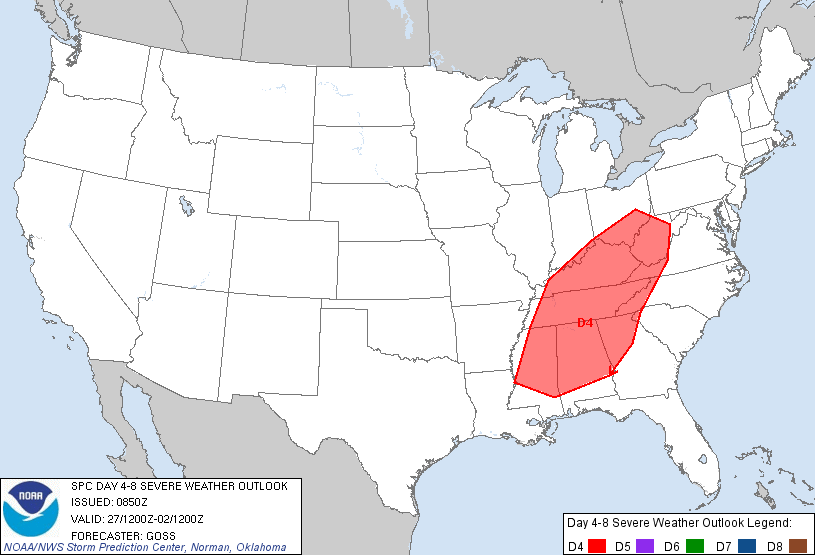 D4
NOAA
SPC DAY 4-8 SEVERE WEATHER OUTLOOK
ISSUED: 0850Z
VALID: 27/1200Z-02/1200Z
FORECASTER: GOSS
NOAA/NWS Storm Prediction Center, Norman, Oklahoma
Day 4-8 Severe Weather Outlook Legend:
D4 D5 D6 D7 D8